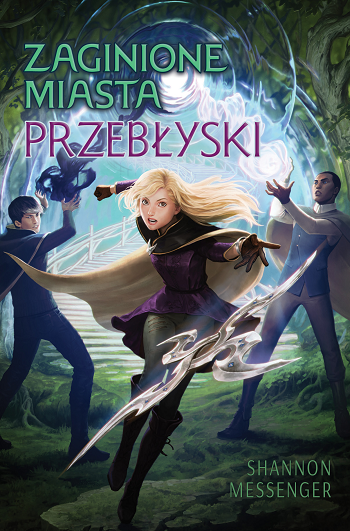 ZAGINIONE
MIASTA
PRZEBŁYSKI
SHANNON
MESSENGER